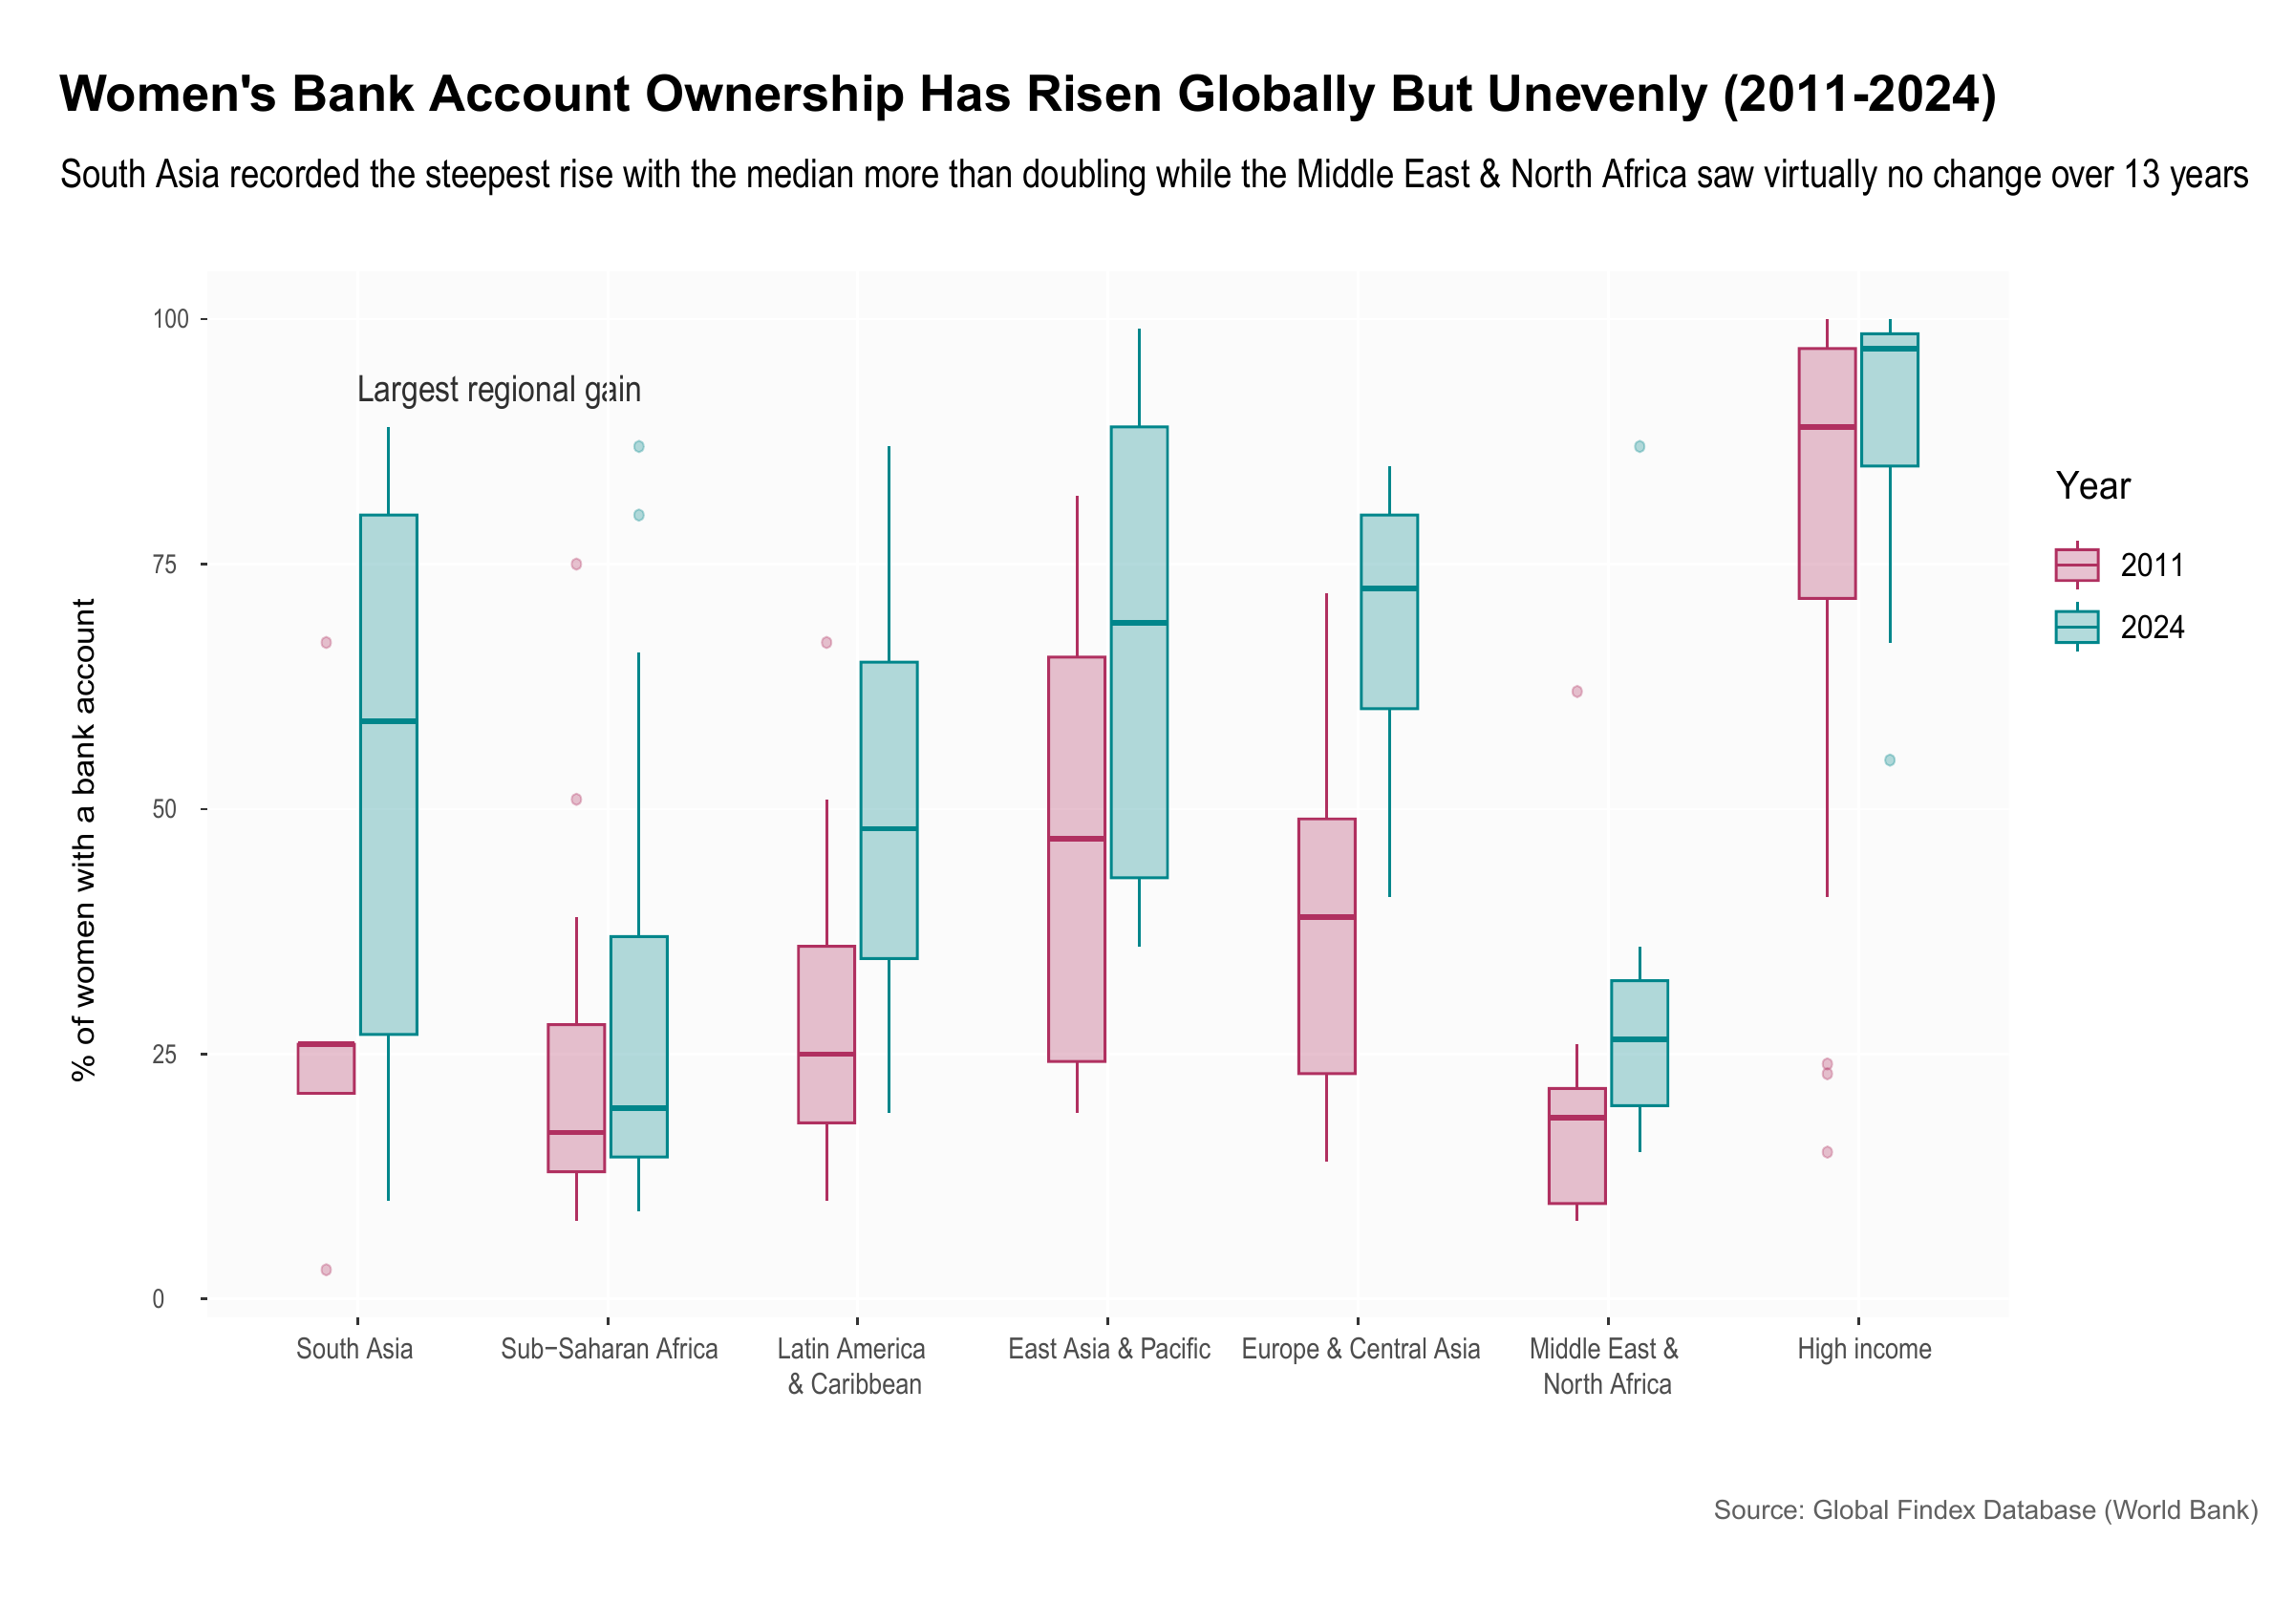 Women's Bank Account Ownership Has Risen Globally But Unevenly (2011-2024)
South Asia recorded the steepest rise with the median more than doubling while the Middle East & North Africa saw virtually no change over 13 years
% of women with a bank account
100
75
50
25
0
Largest regional gain
South Asia
Sub−Saharan Africa
Latin America
& Caribbean
East Asia & Pacific
Europe & Central Asia
Middle East &
North Africa
High income
Year
2011
2024
Source: Global Findex Database (World Bank)